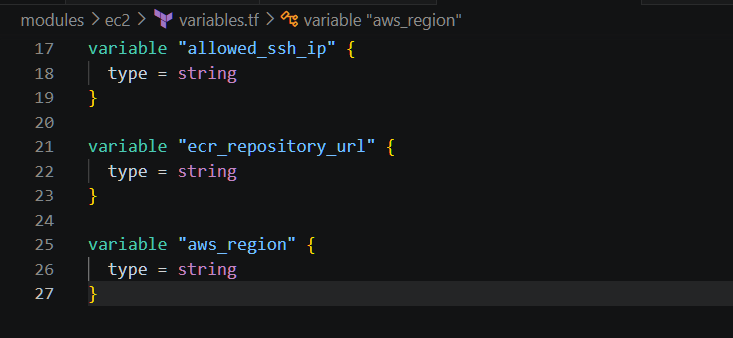 modules > ec2 > variables.tf > variable "aws_region"
17 variable "allowed_ssh_ip" {
18   type = string
19 }
20
21 variable "ecr_repository_url" {
22   type = string
23 }
24
25 variable "aws_region" {
26   type = string
27 }